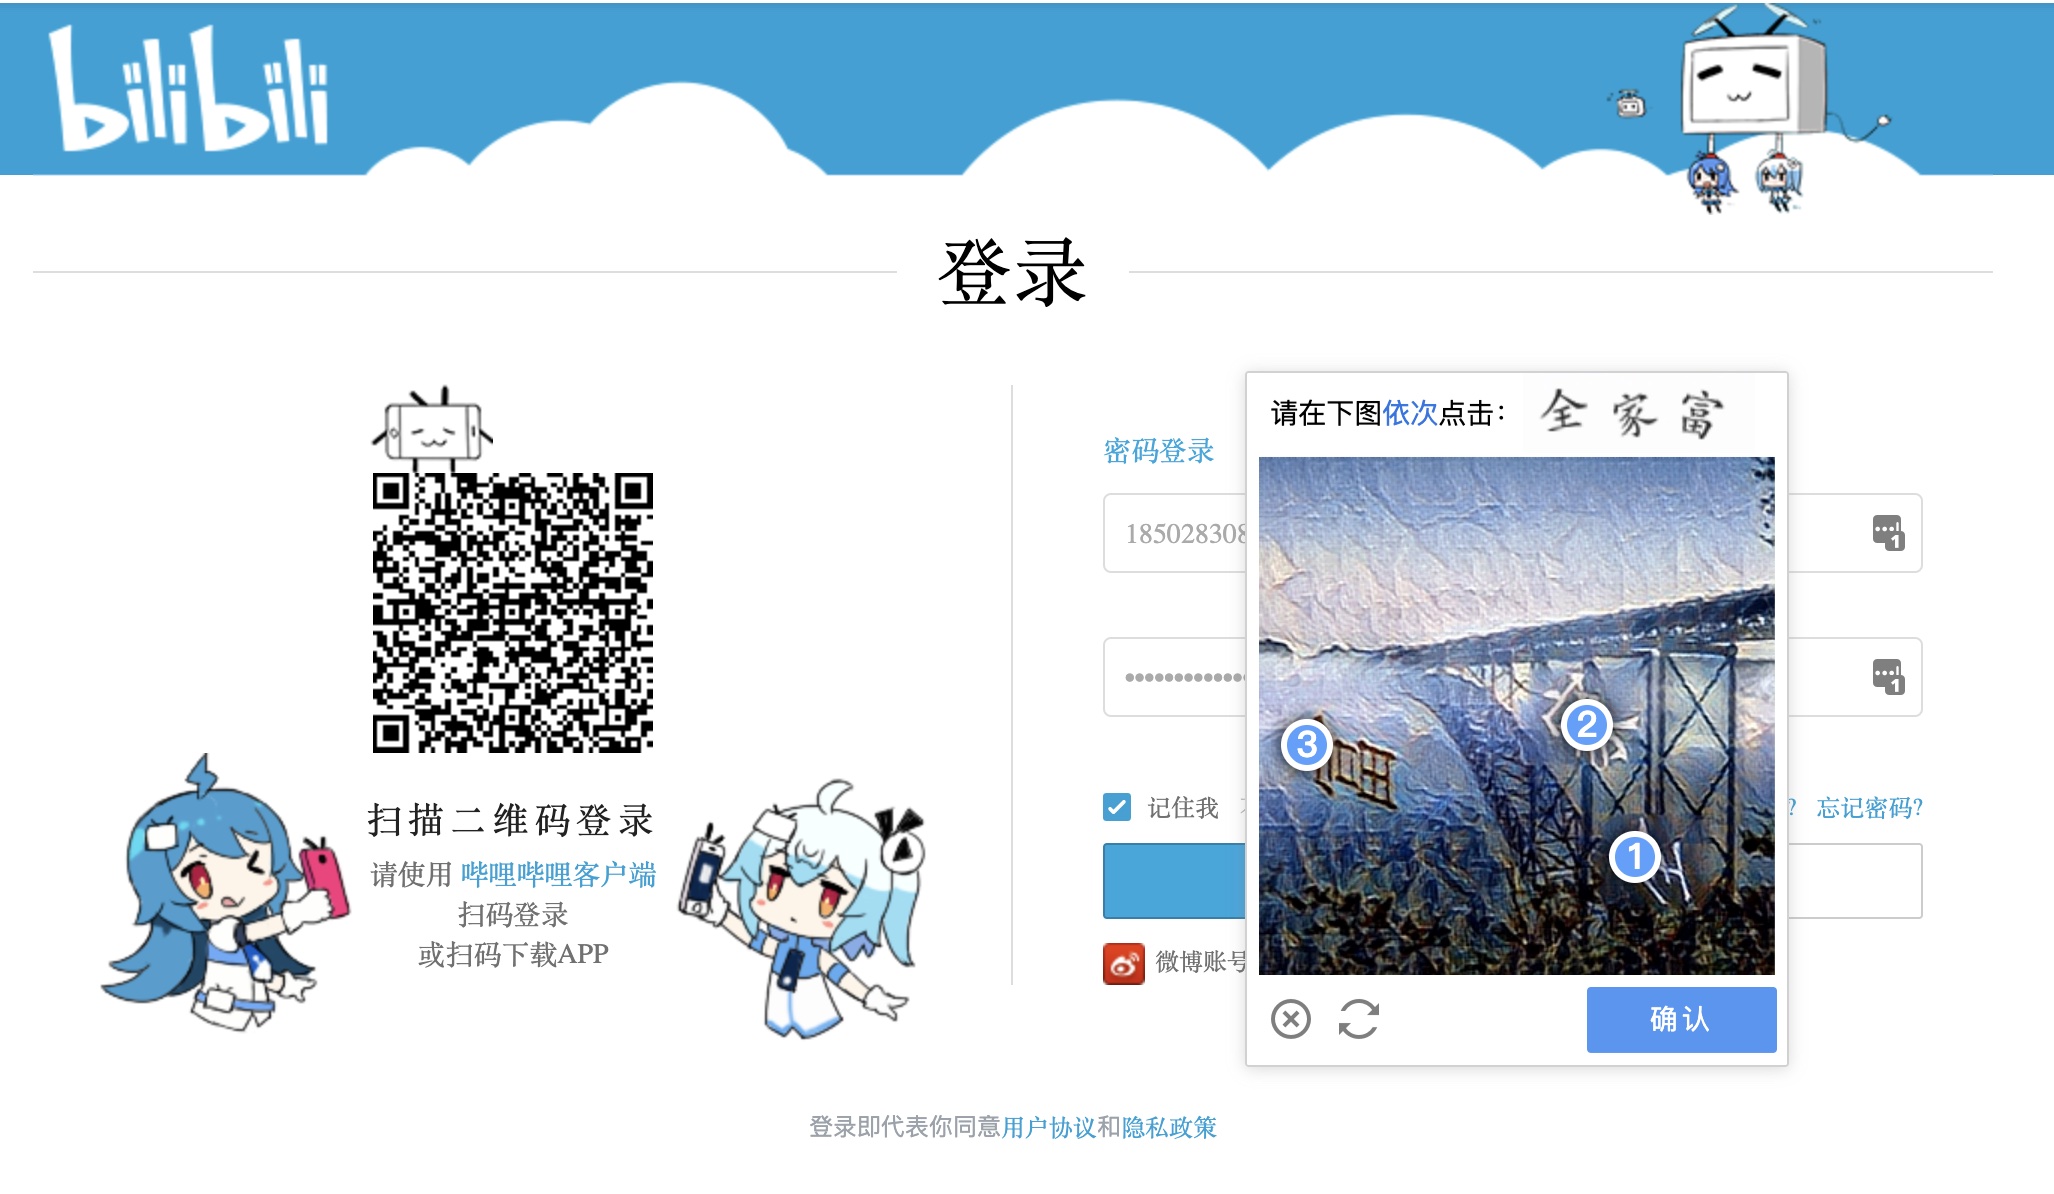 bilibili
登录
请在下图依次点击：
全家富
密码登录
185028308
1
••••••••••••
1
3
2
1
记住我
? 忘记密码?
扫描二维码登录
请使用 哔哩哔哩客户端
扫码登录
或扫码下载APP
微博账号
确认
登录即代表你同意用户协议和隐私政策